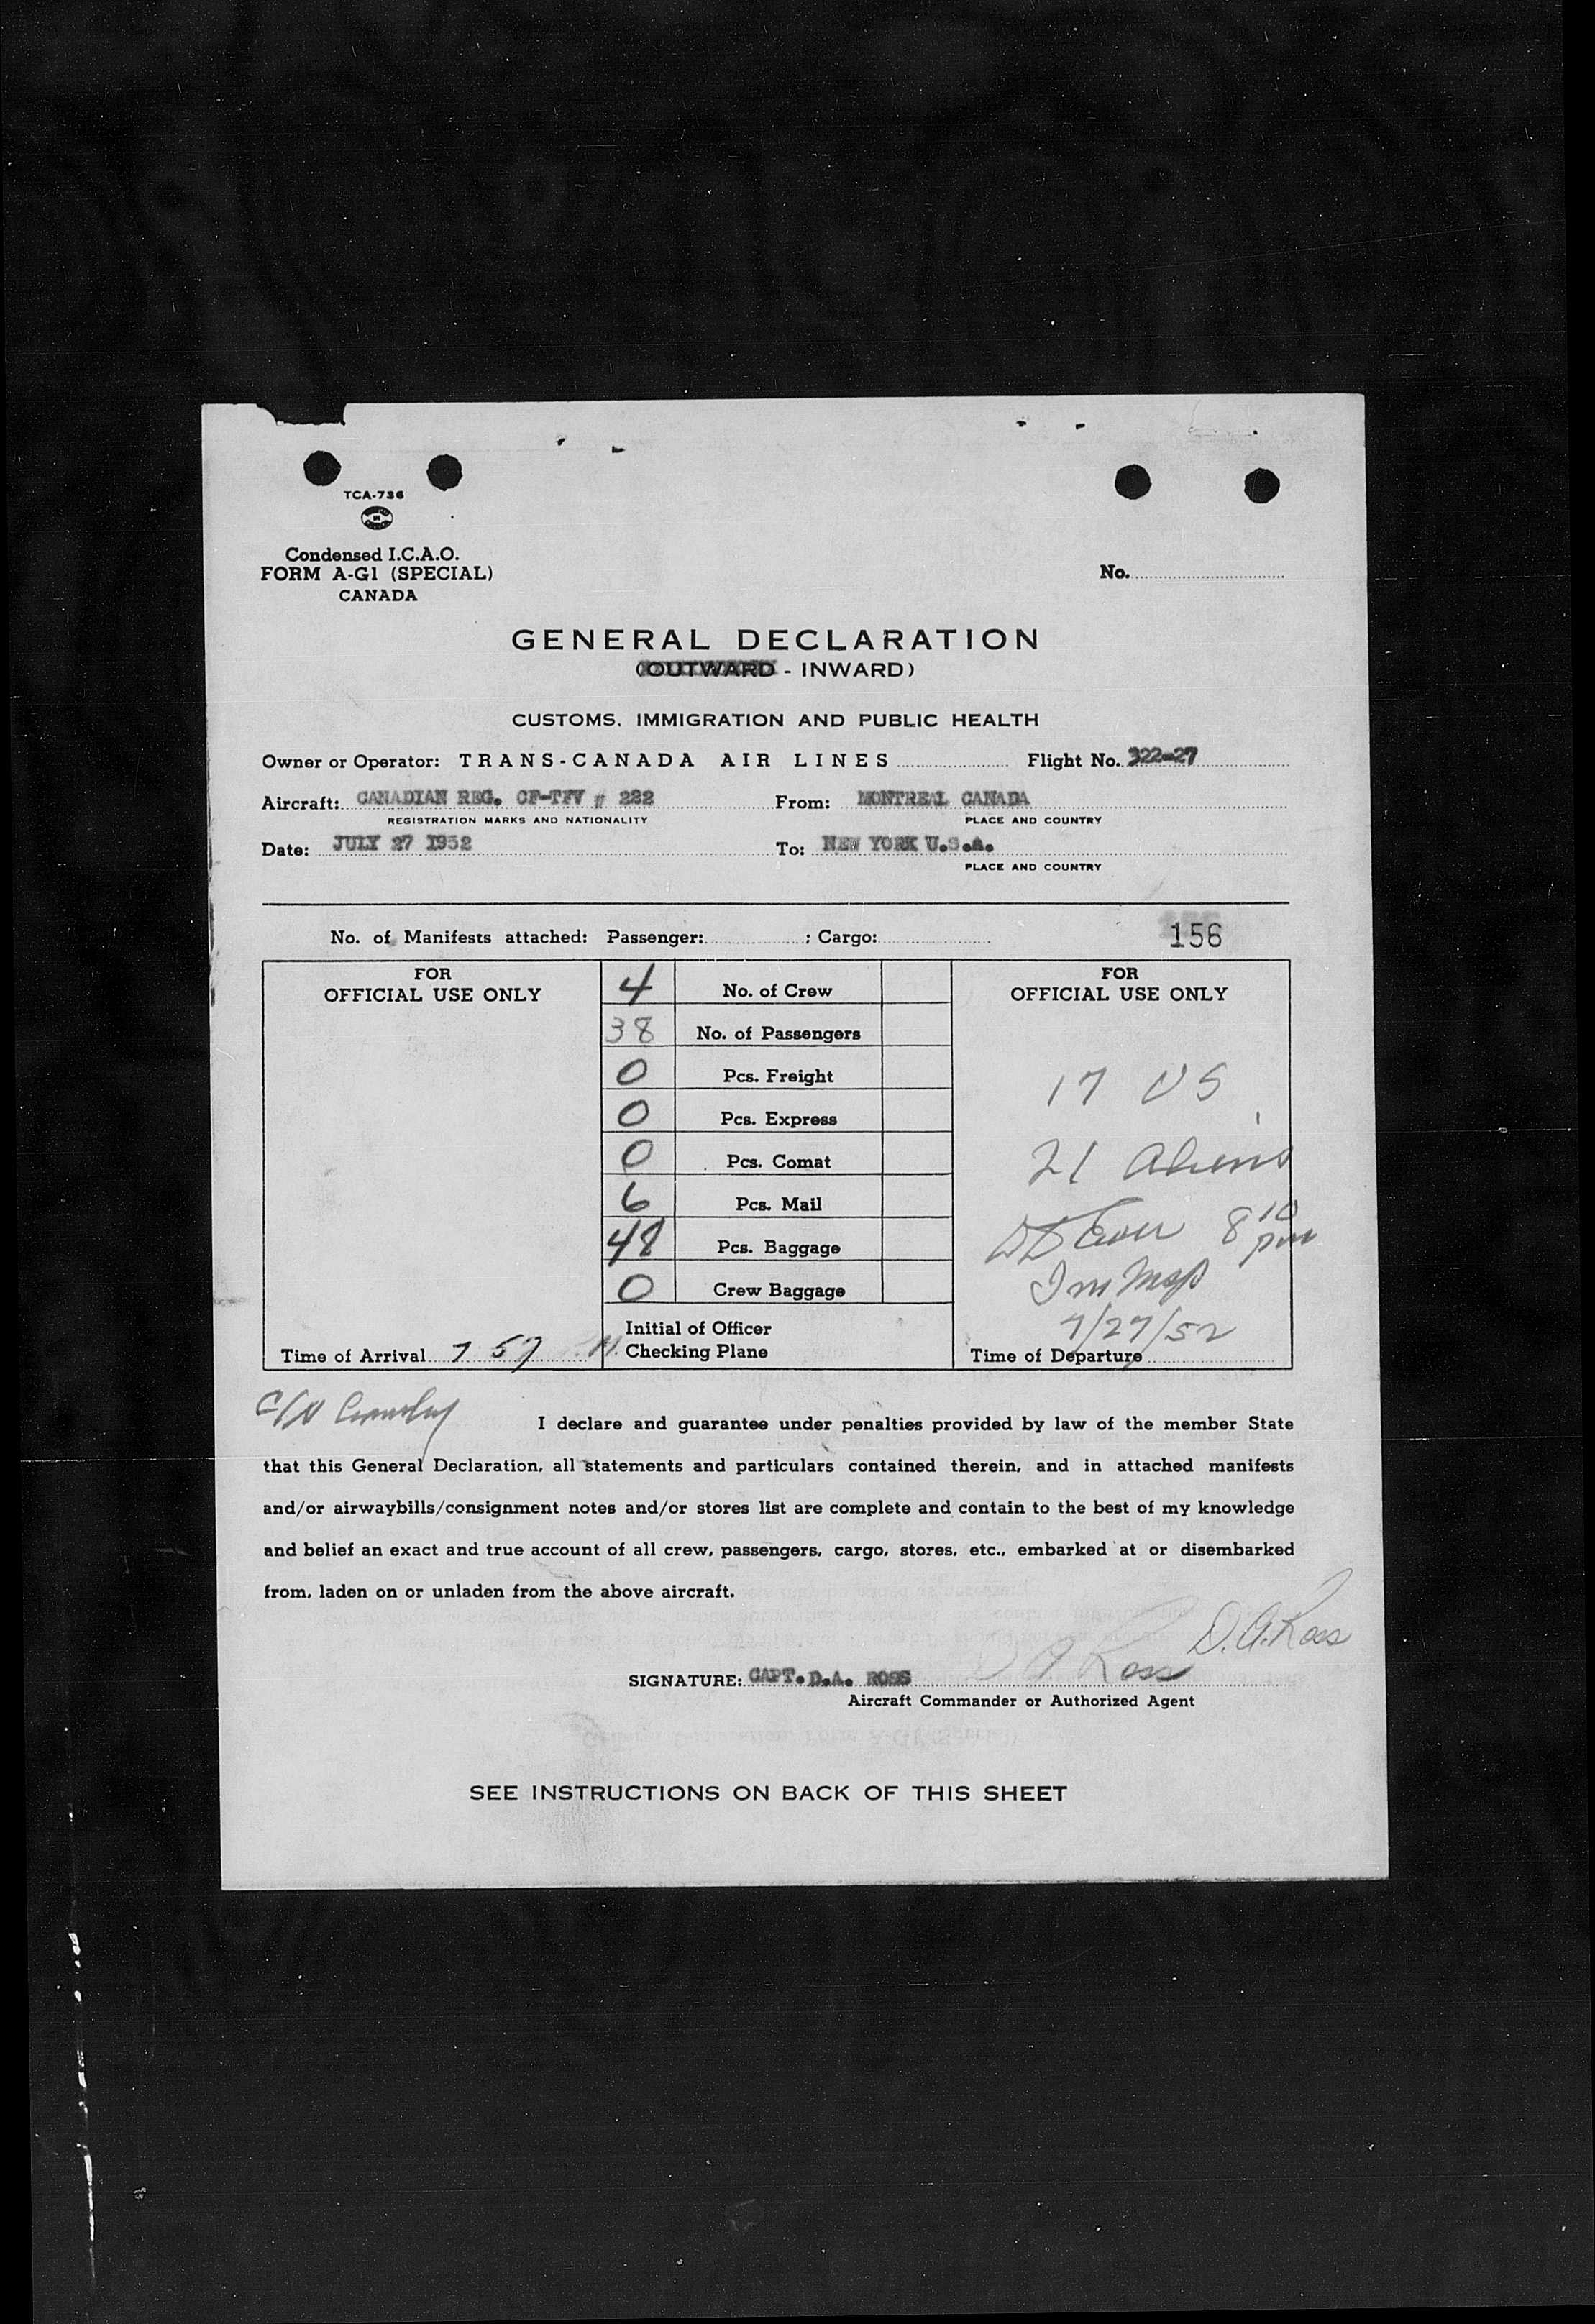 TCA-736
Condensed I.C.A.O.
FORM A-G1 (SPECIAL)
CANADA
No.
GENERAL DECLARATION
(OUTWARD - INWARD)
CUSTOMS, IMMIGRATION AND PUBLIC HEALTH
Owner or Operator: TRANS-CANADA AIR LINES Flight No. 322-27
Aircraft: CANADIAN REG. CF-TFV # 222 From: MONTREAL CANADA
REGISTRATION MARKS AND NATIONALITY PLACE AND COUNTRY
Date: JULY 27 1952 To: NEW YORK U.S.A.
PLACE AND COUNTRY
No. of Manifests attached: Passenger: ; Cargo: 156
FOR
OFFICIAL USE ONLY
4 No. of Crew
38 No. of Passengers
0 Pcs. Freight
0 Pcs. Express
0 Pcs. Comat
6 Pcs. Mail
48 Pcs. Baggage
0 Crew Baggage
Initial of Officer
Checking Plane
Time of Arrival 7 57 M.
FOR
OFFICIAL USE ONLY
17 US
21 Aliens
8 10 pm
Imm Insp
7/27/52
Time of Departure
I declare and guarantee under penalties provided by law of the member State
that this General Declaration, all statements and particulars contained therein, and in attached manifests
and/or airwaybills/consignment notes and/or stores list are complete and contain to the best of my knowledge
and belief an exact and true account of all crew, passengers, cargo, stores, etc., embarked at or disembarked
from, laden on or unladen from the above aircraft.
D.A. Ross
SIGNATURE: CAPT. D.A. ROSS D A Ross
Aircraft Commander or Authorized Agent
SEE INSTRUCTIONS ON BACK OF THIS SHEET